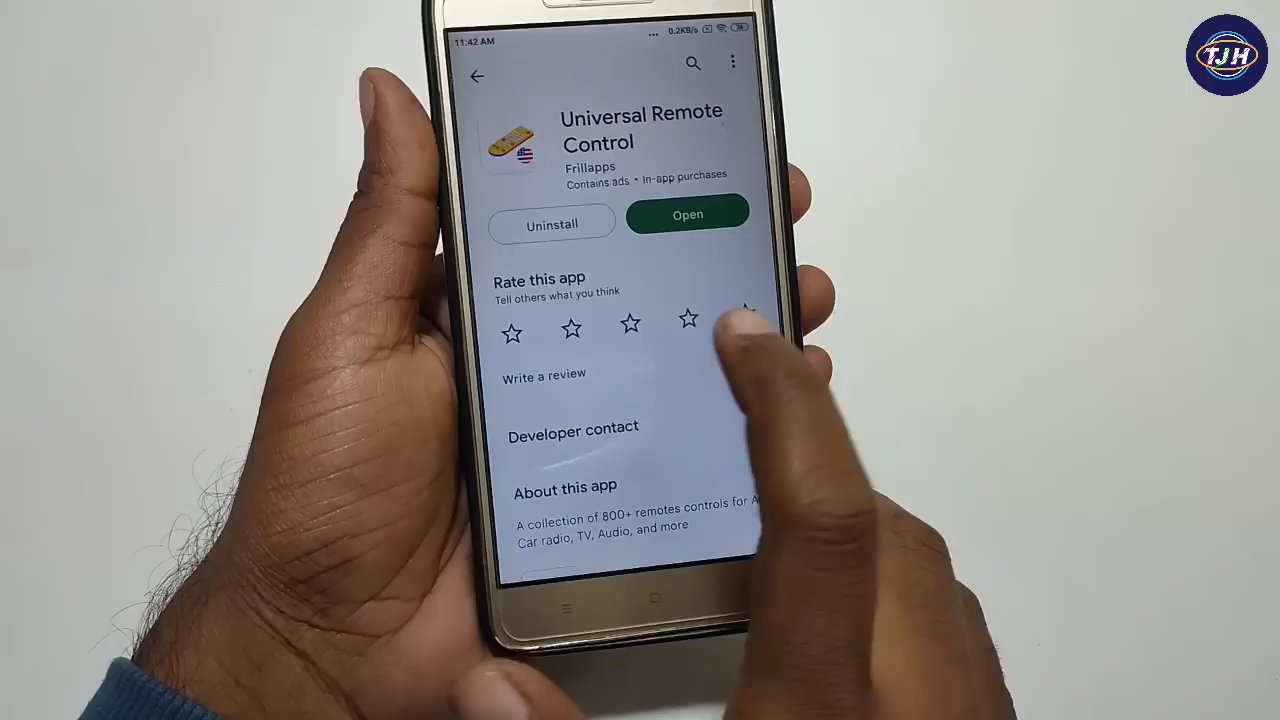 TJH
11:42 AM
0.2KB/s
Universal Remote
Control
Frillapps
Contains ads • In-app purchases
Uninstall
Open
Rate this app
Tell others what you think
Write a review
Developer contact
About this app
A collection of 800+ remotes controls for
Car radio, TV, Audio, and more